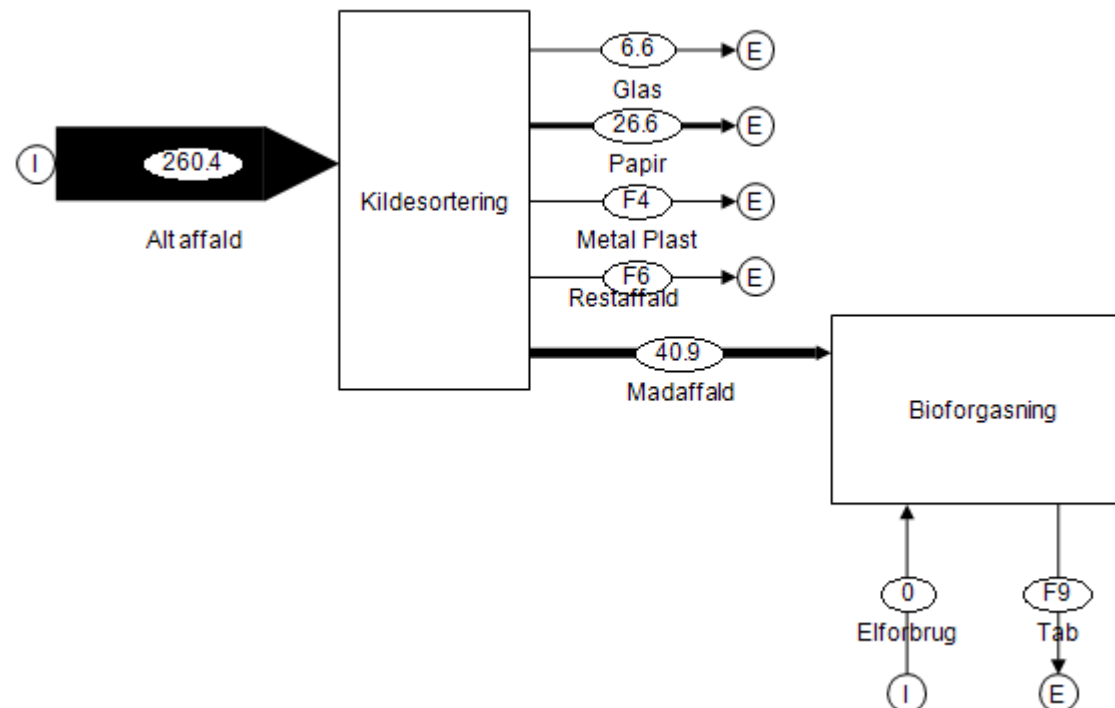 6.6
E
Glas
26.6
E
Papir
I
260.4
Alt affald
Kildesortering
F4
E
Metal Plast
F6
E
Restaffald
40.9
Madaffald
Bioforgasning
0
Elforbrug
I
F9
Tab
E